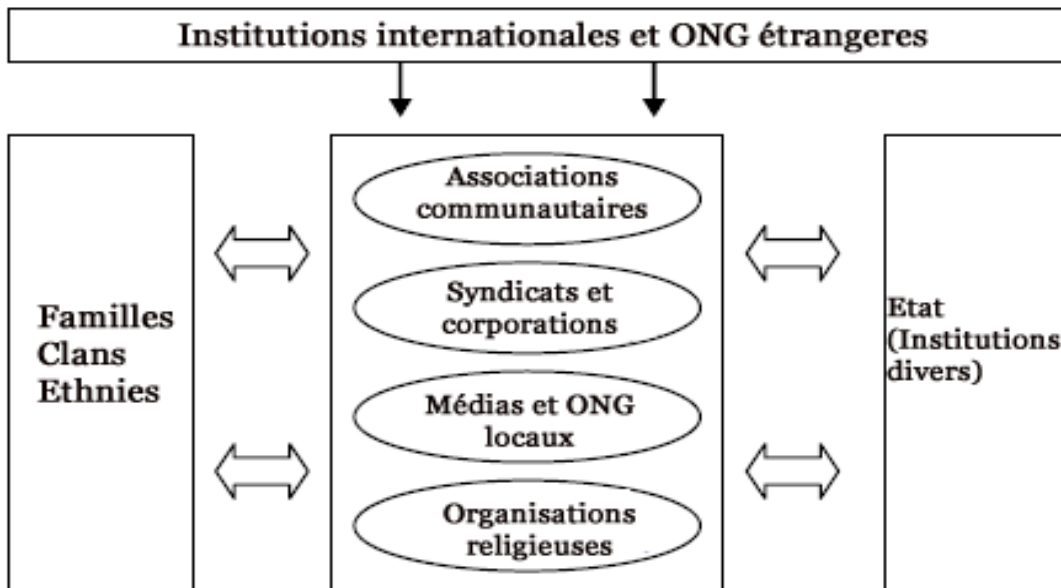 Institutions internationales et ONG étrangeres
Familles
Clans
Ethnies
Associations
communautaires
Syndicats et
corporations
Médias et ONG
locaux
Organisations
religieuses
Etat
(Institutions
divers)